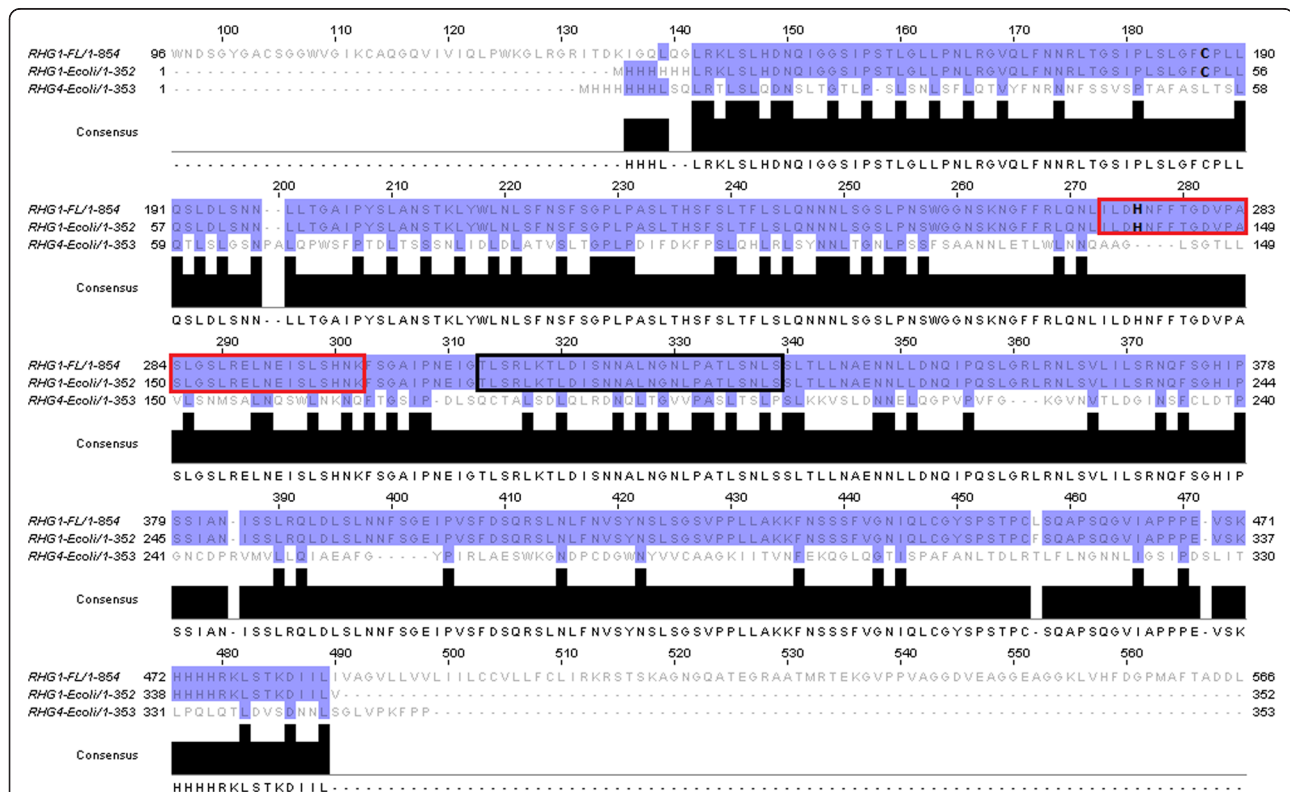 100 110 120 130 140 150 160 170 180
RHG1-FL/1-854 96 WNDSGYGACSGGWVGIKCAQGQVIVIQLPWKGLRGRITDKIGQLQGLRKLSLHDNQIGGSIPSTLGLLPNLRGVQLFNNRLTGSIPLSLGFCPLL 190
RHG1-Ecoli/1-352 1 ---------------------------------------MHHHHHHLRKLSLHDNQIGGSIPSTLGLLPNLRGVQLFNNRLTGSIPLSLGFCPLL 56
RHG4-Ecoli/1-353 1 ------------------------------------MHHHHHHLSQLRTLSLQDNSLTGTLP-SLSNLSFLQTVYFNRNNFSSVSPTAFASLTSL 58
Consensus
----------------------------------------HHHL--LRKLSLHDNQIGGSIPSTLGLLPNLRGVQLFNNRLTGSIPLSLGFCPLL
200 210 220 230 240 250 260 270 280
RHG1-FL/1-854 191 QSLDLSNN--LLTGAIPYSLANSTKLYWLNLSFNSFSGPLPASLTHSFSLTFLSLQNNNLSGSLPNSWGGNSKNGFFRLQNLILDHNFFTGDVPA 283
RHG1-Ecoli/1-352 57 QSLDLSNN--LLTGAIPYSLANSTKLYWLNLSFNSFSGPLPASLTHSFSLTFLSLQNNNLSGSLPNSWGGNSKNGFFRLQNLILDHNFFTGDVPA 149
RHG4-Ecoli/1-353 59 QTLSLGSNPALQPWSFPTDLTSSSNLIDLDLATVSLTGPLPDIFDKFPSLQHLRLSYNNLTGNLPSSFSAANNLETLWLNNQAAG----LSGTLL 149
Consensus
QSLDLSNN--LLTGAIPYSLANSTKLYWLNLSFNSFSGPLPASLTHSFSLTFLSLQNNNLSGSLPNSWGGNSKNGFFRLQNLILDHNFFTGDVPA
290 300 310 320 330 340 350 360 370
RHG1-FL/1-854 284 SLGSLRELNEISLSHNKFSGAIPNEIGTLSRLKTLDISNNALNGNLPATLSNLSSLTLLNAENNLLDNQIPQSLGRLRNLSVLILSRNQFSGHIP 378
RHG1-Ecoli/1-352 150 SLGSLRELNEISLSHNKFSGAIPNEIGTLSRLKTLDISNNALNGNLPATLSNLSSLTLLNAENNLLDNQIPQSLGRLRNLSVLILSRNQFSGHIP 244
RHG4-Ecoli/1-353 150 VLSNMSALNQSWLNKNQFTGSIP-DLSQCTALSDLQLRDNQLTGVVPASLTSLPSLKKVSLDNNELQGPVPVFG---KGVNVTLDGINSFCLDTP 240
Consensus
SLGSLRELNEISLSHNKFSGAIPNEIGTLSRLKTLDISNNALNGNLPATLSNLSSLTLLNAENNLLDNQIPQSLGRLRNLSVLILSRNQFSGHIP
390 400 410 420 430 440 450 460 470
RHG1-FL/1-854 379 SSIAN-ISSLRQLDLSLNNFSGEIPVSFDSQRSLNLFNVSYNSLSGSVPPLLAKKFNSSSFVGNIQLCGYSPSTPCLSQAPSQGVIAPPPE-VSK 471
RHG1-Ecoli/1-352 245 SSIAN-ISSLRQLDLSLNNFSGEIPVSFDSQRSLNLFNVSYNSLSGSVPPLLAKKFNSSSFVGNIQLCGYSPSTPCFSQAPSQGVIAPPPE-VSK 337
RHG4-Ecoli/1-353 241 GNCDPRVMVLLQIAEAFG-----YPIRLAESWKGNDPCDGWNYVVCAAGKIITVNFEKQGLQGTISPAFANLTDLRTLFLNGNNLIGSIPDSLIT 330
Consensus
SSIAN-ISSLRQLDLSLNNFSGEIPVSFDSQRSLNLFNVSYNSLSGSVPPLLAKKFNSSSFVGNIQLCGYSPSTPC-SQAPSQGVIAPPPE-VSK
480 490 500 510 520 530 540 550 560
RHG1-FL/1-854 472 HHHHRKLSTKDIILIVAGVLLVVLIILCCVLLFCLIRKRSTSKAGNGQATEGRAATMRTEKGVPPVAGGDVEAGGEAGGKLVHFDGPMAFTADDL 566
RHG1-Ecoli/1-352 338 HHHHRKLSTKDIILV-------------------------------------------------------------------------------- 352
RHG4-Ecoli/1-353 331 LPQLQTLDVSDNNLSGLVPKFPP------------------------------------------------------------------------ 353
Consensus
HHHHRKLSTKDIIL---------------------------------------------------------------------------------